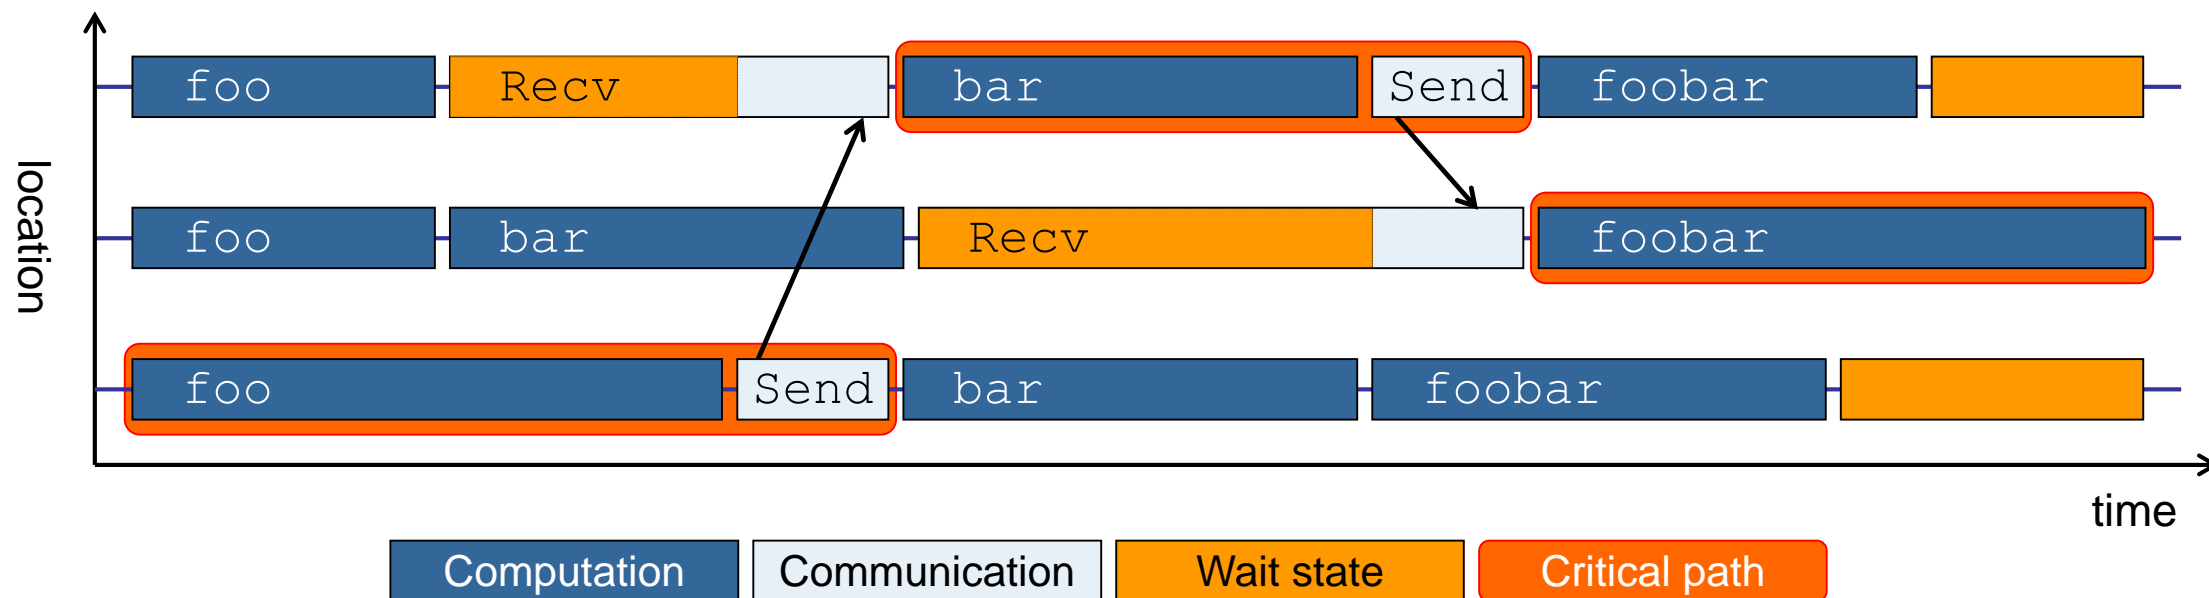 foo Recv bar Send foobar
location
foo bar Recv foobar
foo Send bar foobar
time
Computation Communication Wait state Critical path